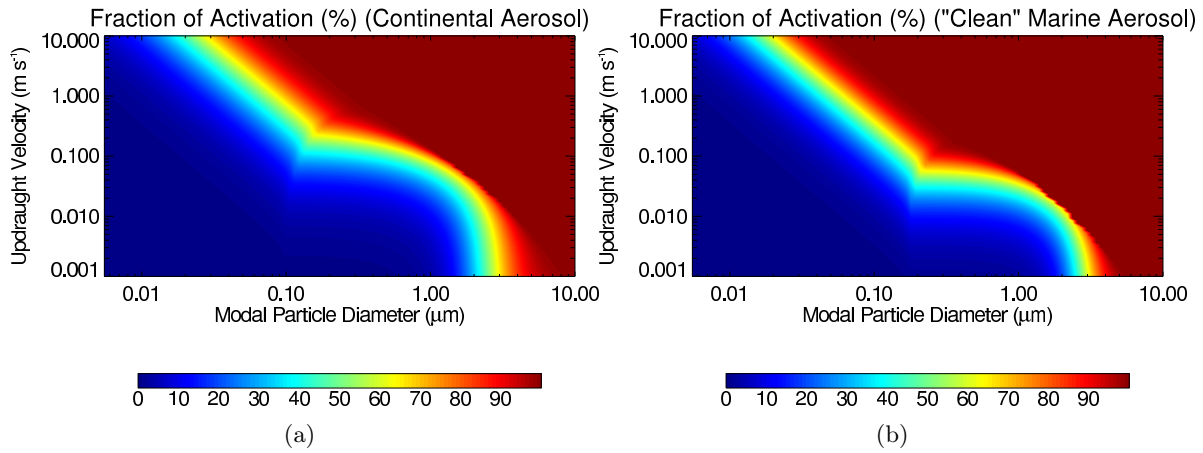 Fraction of Activation (%) (Continental Aerosol)
10.000
1.000
0.100
0.010
0.001
Updraught Velocity (m s⁻¹)
0.01 0.10 1.00 10.00
Modal Particle Diameter (μm)
0 10 20 30 40 50 60 70 80 90
(a)
Fraction of Activation (%) ("Clean" Marine Aerosol)
10.000
1.000
0.100
0.010
0.001
Updraught Velocity (m s⁻¹)
0.01 0.10 1.00 10.00
Modal Particle Diameter (μm)
0 10 20 30 40 50 60 70 80 90
(b)